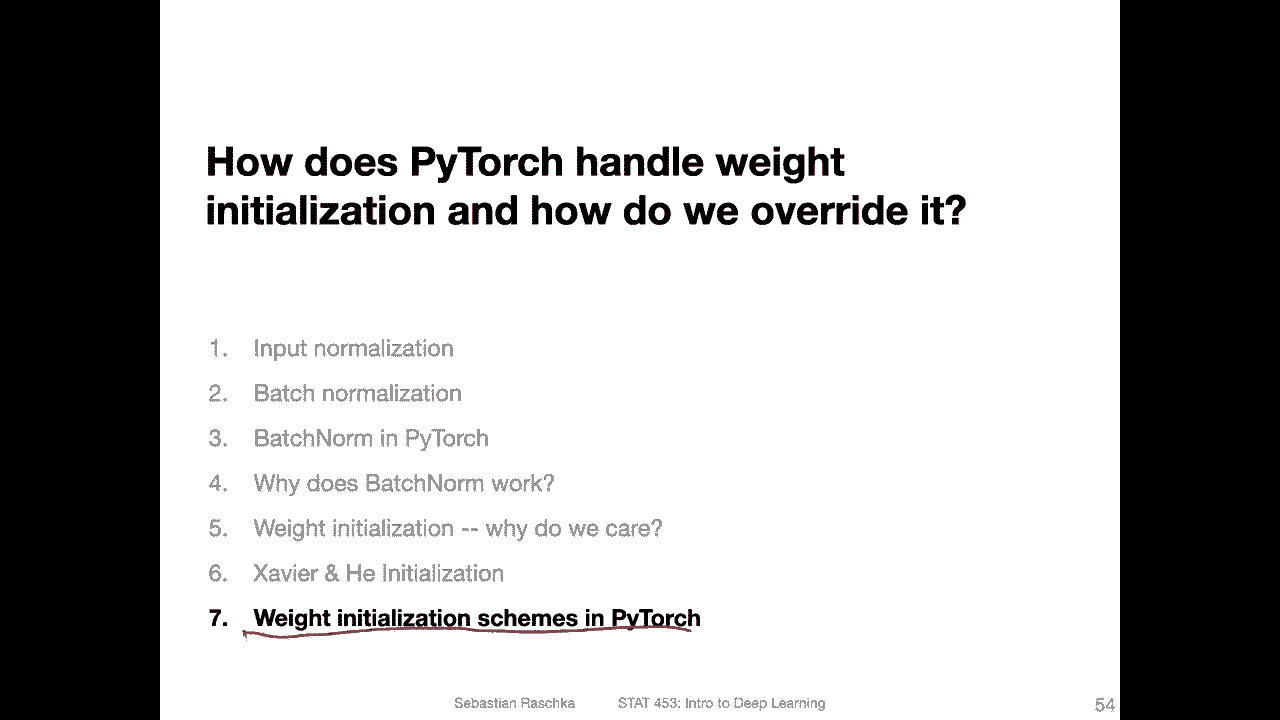 How does PyTorch handle weight
initialization and how do we override it?
1. Input normalization
2. Batch normalization
3. BatchNorm in PyTorch
4. Why does BatchNorm work?
5. Weight initialization -- why do we care?
6. Xavier & He Initialization
7. Weight initialization schemes in PyTorch
Sebastian Raschka STAT 453: Intro to Deep Learning 54